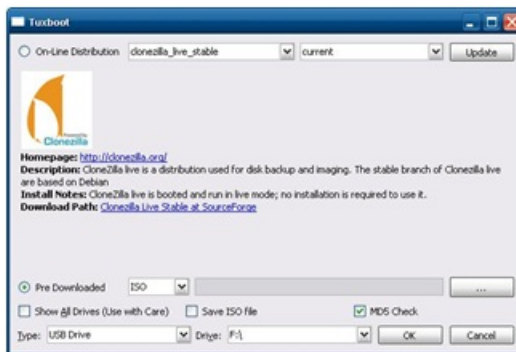 Tuxboot
On-Line Distribution clonezilla_live_stable current Update
Clonezilla
Homepage: http://clonezilla.org/
Description: CloneZilla live is a distribution used for disk backup and imaging. The stable branch of Clonezilla live
are based on Debian
Install Notes: CloneZilla live is booted and run in live mode; no installation is required to use it.
Download Path: Clonezilla Live Stable at SourceForge
Pre Downloaded ISO ...
Show All Drives (Use with Care) Save ISO file MD5 Check
Type: USB Drive Drive: F:\ OK Cancel